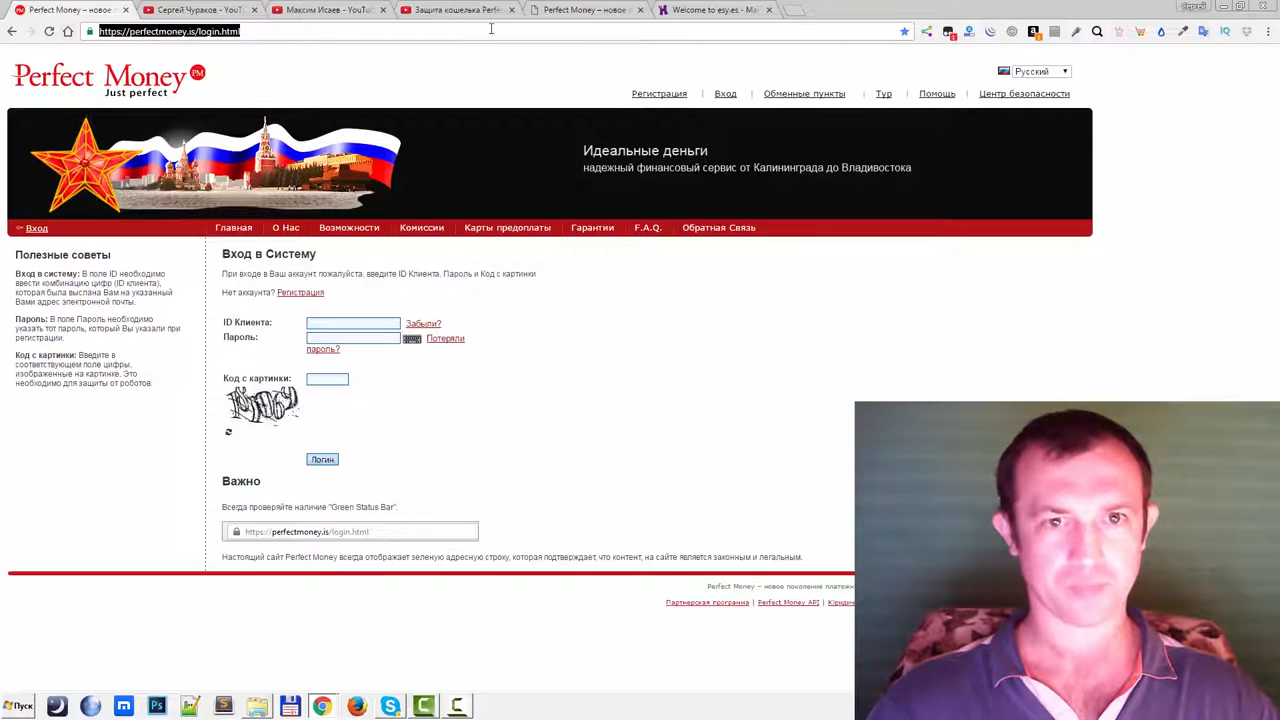 Perfect Money – новое
Сергей Чураков - YouTu
Максим Исаев - YouTub
Защита кошелька Perfe
Perfect Money – новое
Welcome to esy.es - Ma
Сергей
https://perfectmoney.is/login.html
Perfect Money PM
Just perfect
Русский
Регистрация | Вход | Обменные пункты | Тур | Помощь | Центр безопасности
Идеальные деньги
надежный финансовый сервис от Калининграда до Владивостока
Вход
Главная | О Нас | Возможности | Комиссии | Карты предоплаты | Гарантии | F.A.Q. | Обратная Связь
Полезные советы
Вход в систему: В поле ID необходимо
ввести комбинацию цифр (ID клиента),
которая была выслана Вам на указанный
Вами адрес электронной почты.
Пароль: В поле Пароль необходимо
указать тот пароль, который Вы указали при
регистрации.
Код с картинки: Введите в
соответствующем поле цифры,
изображенные на картинке. Это
необходимо для защиты от роботов.
Вход в Систему
При входе в Ваш аккаунт, пожалуйста, введите ID Клиента, Пароль и Код с картинки
Нет аккаунта? Регистрация
ID Клиента: Забыли?
Пароль: Потеряли
пароль?
Код с картинки:
Логин
Важно
Всегда проверяйте наличие "Green Status Bar".
https://perfectmoney.is/login.html
Настоящий сайт Perfect Money всегда отображает зеленую адресную строку, которая подтверждает, что контент, на сайте является законным и легальным.
Perfect Money – новое поколение платежн
Партнерская программа | Perfect Money API | Юридич
Пуск